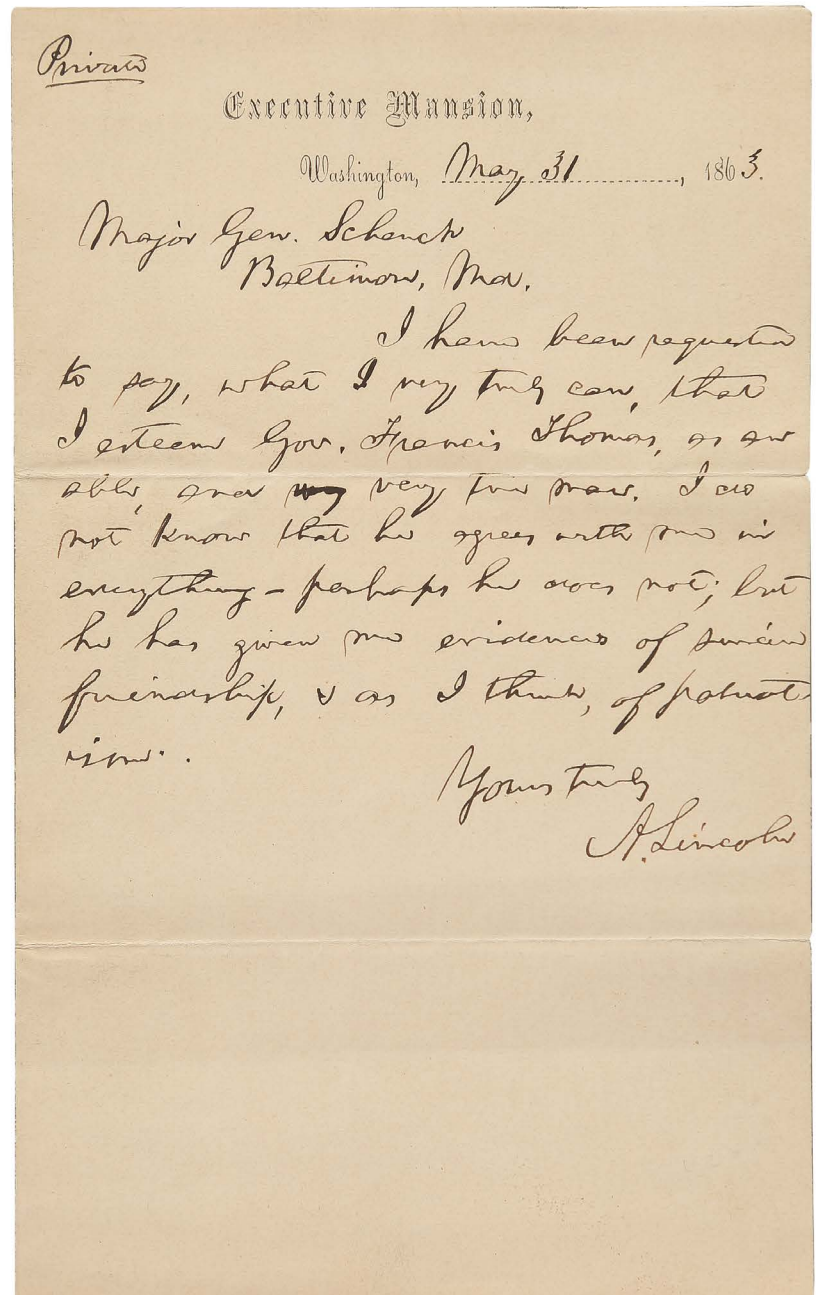 Private
Executive Mansion,
Washington, May 31, 1863.
Major Gen. Schenck
Baltimore, Md.
I have been requested
to say, what I very truly can, that
I esteem Gov. Francis Thomas, as an
able, and very true man. I do
not know that he agrees with me in
everything – perhaps he does not; but
he has given me evidences of sincere
friendship, & as I think, of patriot-
ism.
Yours truly
A. Lincoln